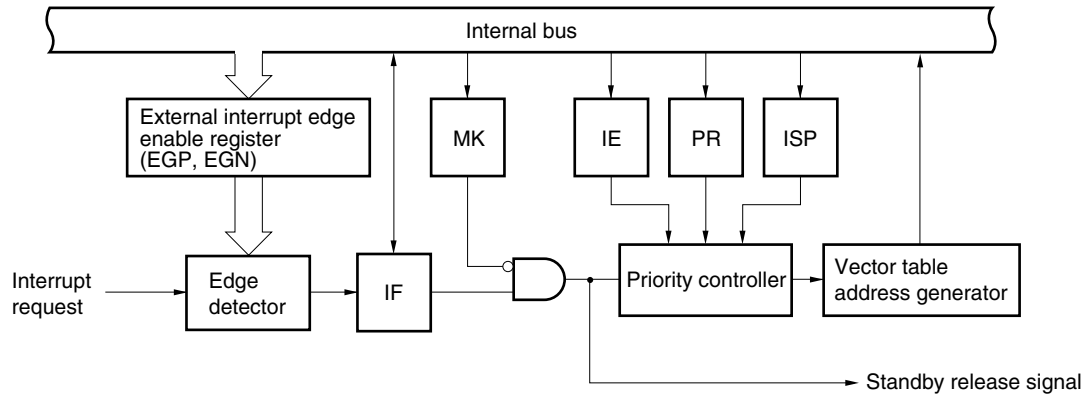 Internal bus
External interrupt edge
enable register
(EGP, EGN)
MK
IE
PR
ISP
Interrupt
request
Edge
detector
IF
Priority controller
Vector table
address generator
Standby release signal